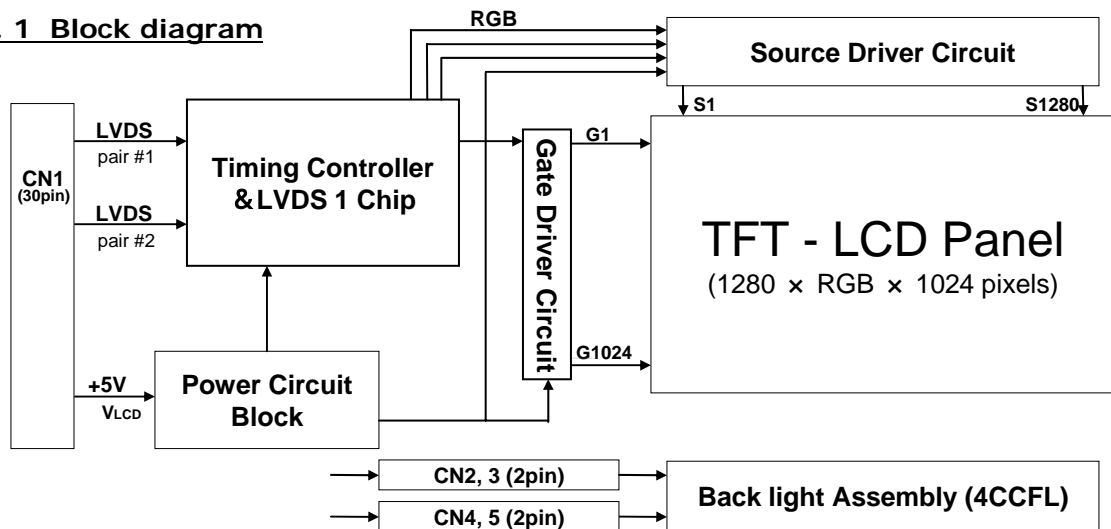 . 1 Block diagram
RGB
Source Driver Circuit
S1
S1280
CN1
(30pin)
LVDS
pair #1
LVDS
pair #2
Timing Controller
&LVDS 1 Chip
Gate Driver Circuit
G1
G1024
TFT - LCD Panel
(1280 × RGB × 1024 pixels)
+5V
VLCD
Power Circuit
Block
CN2, 3 (2pin)
CN4, 5 (2pin)
Back light Assembly (4CCFL)